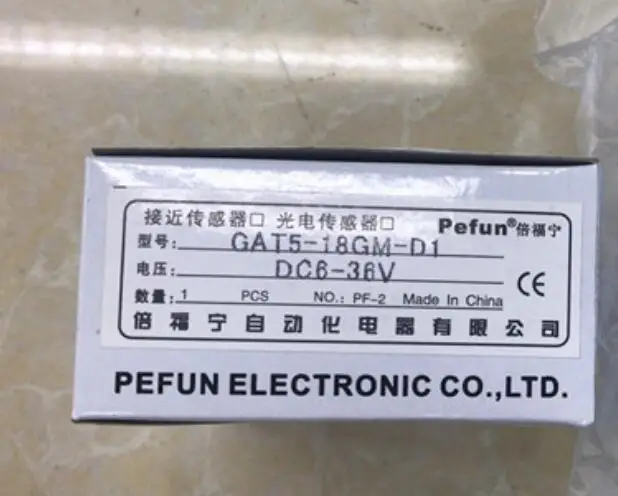 接近传感器□ 光电传感器□ Pefun®倍福宁
型号: GAT5-18GM-D1
电压: DC6-36V
CE
数量: 1 PCS NO.: PF-2 Made In China
倍福宁自动化电器有限公司
PEFUN ELECTRONIC CO.,LTD.